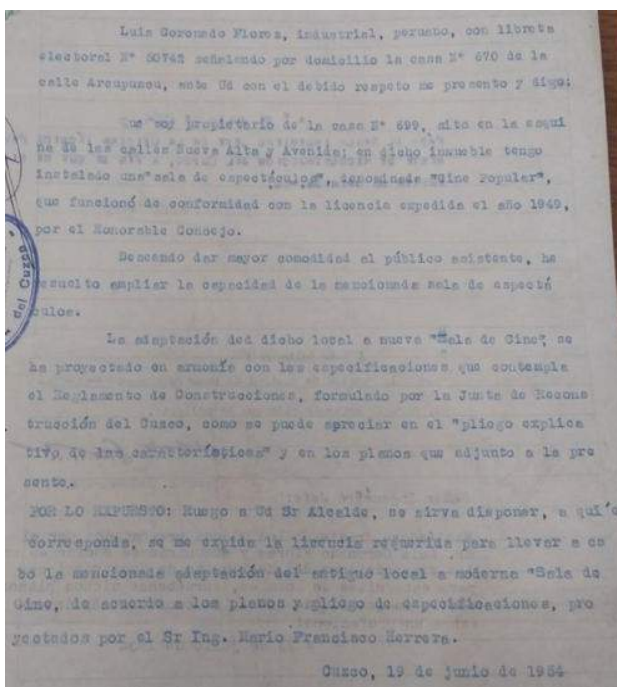 Luis Coronado Flores, industrial, peruano, con libreta
electoral N° 50742 señalando por domicilio la casa N° 670 de la
calle Arcupuncu, ante Ud con el debido respeto me presento y digo:
Que soy propietario de la casa N° 699, sito en la esqui
na de las calles Nueva Alta y Avenida; en dicho inmueble tengo
instalado una "sala de espectáculos", denominada "Cine Popular",
que funcionó de conformidad con la licencia expedida el año 1949,
por el Honorable Concejo.
Deseando dar mayor comodidad al público asistente, he
resuelto ampliar la capacidad de la mencionada sala de espectá
culos.
La adaptación ded dicho local a nueva "Sala de Cine", se
ha proyectado en armonía con las especificaciones que contempla
el Reglamento de Construcciones, formulado por la Junta de Recons
trucción del Cuzco, como se puede apreciar en el "pliego explica
tivo de las características" y en los planos que adjunto a la pre
sente.
POR LO EXPUESTO: Ruego a Ud Sr Alcalde, se sirva disponer, a quie
corresponda, se me expida la licencia requerida para llevar a ca
bo la mencionada adaptación del antiguo local a moderna "Sala de
Cine, de acuerdo a los planos y pliego de especificaciones, pro
yectados por el Sr Ing. Mario Francisco Herrera.
Cuzco, 19 de junio de 1954
del Cuzco